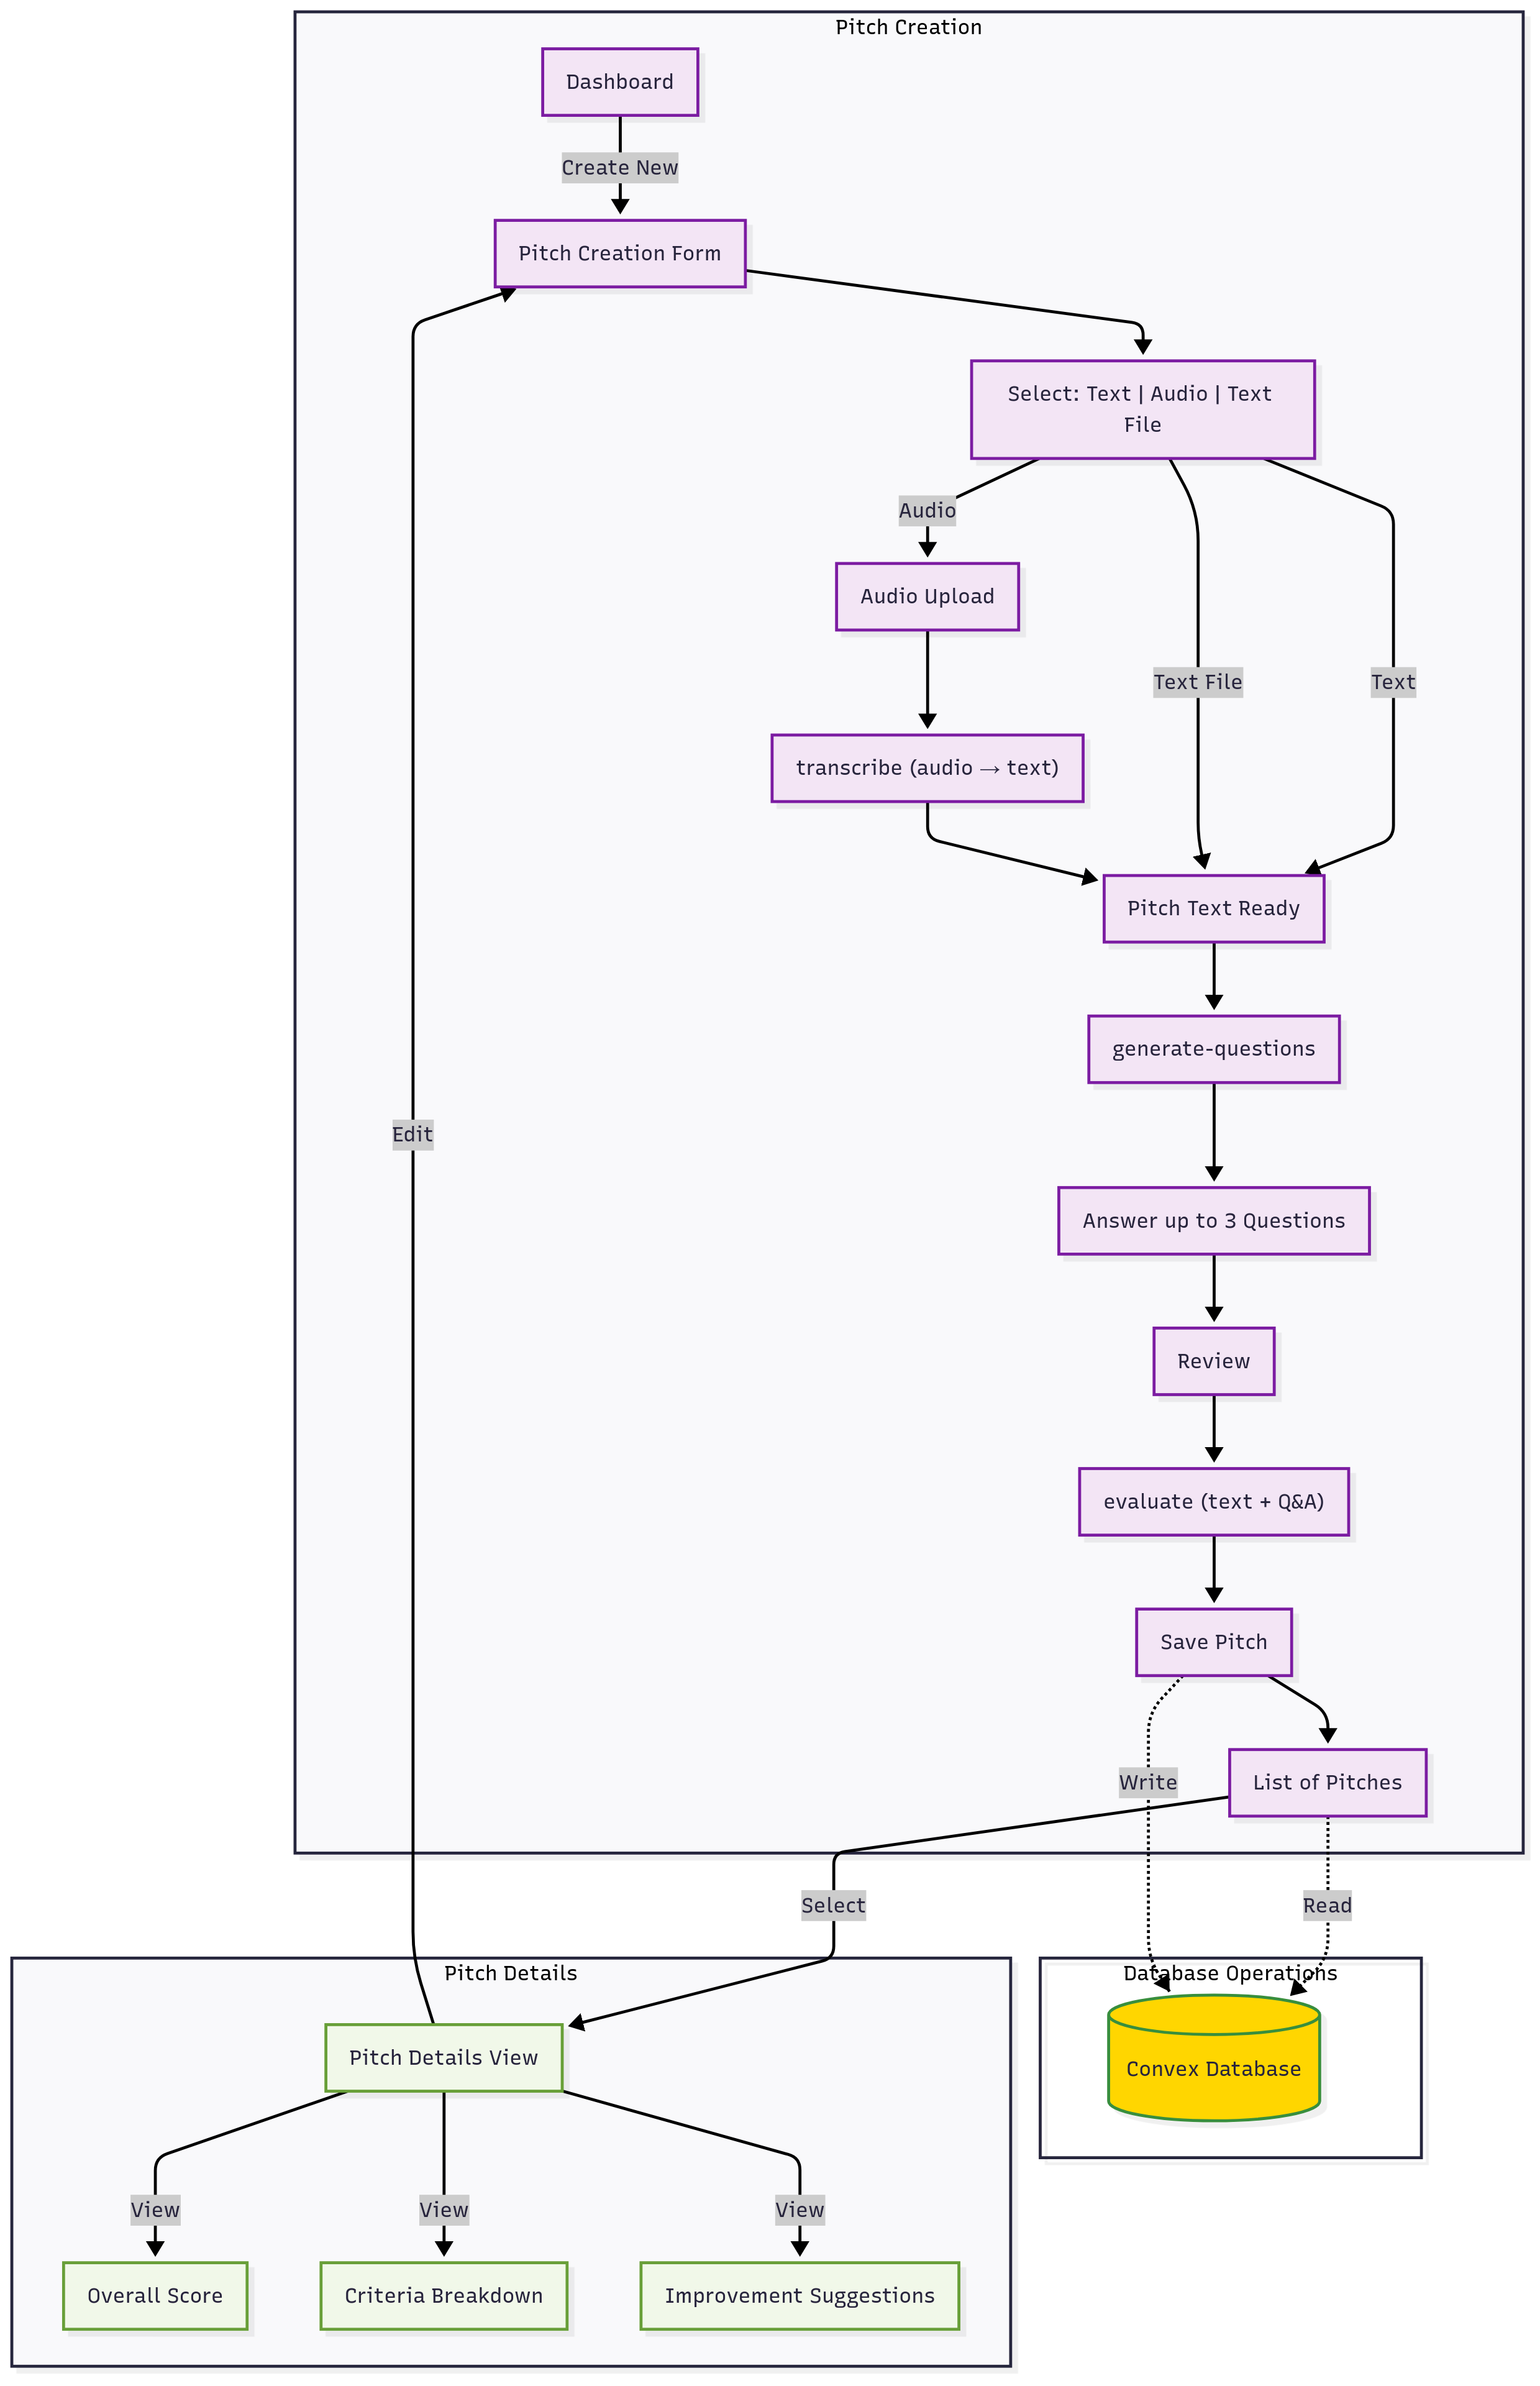 Pitch Creation
Dashboard
Create New
Pitch Creation Form
Select: Text | Audio | Text
File
Audio
Audio Upload
Text File
Text
transcribe (audio → text)
Pitch Text Ready
generate-questions
Edit
Answer up to 3 Questions
Review
evaluate (text + Q&A)
Save Pitch
Write
List of Pitches
Select
Read
Pitch Details
Database Operations
Pitch Details View
Convex Database
View
View
View
Overall Score
Criteria Breakdown
Improvement Suggestions